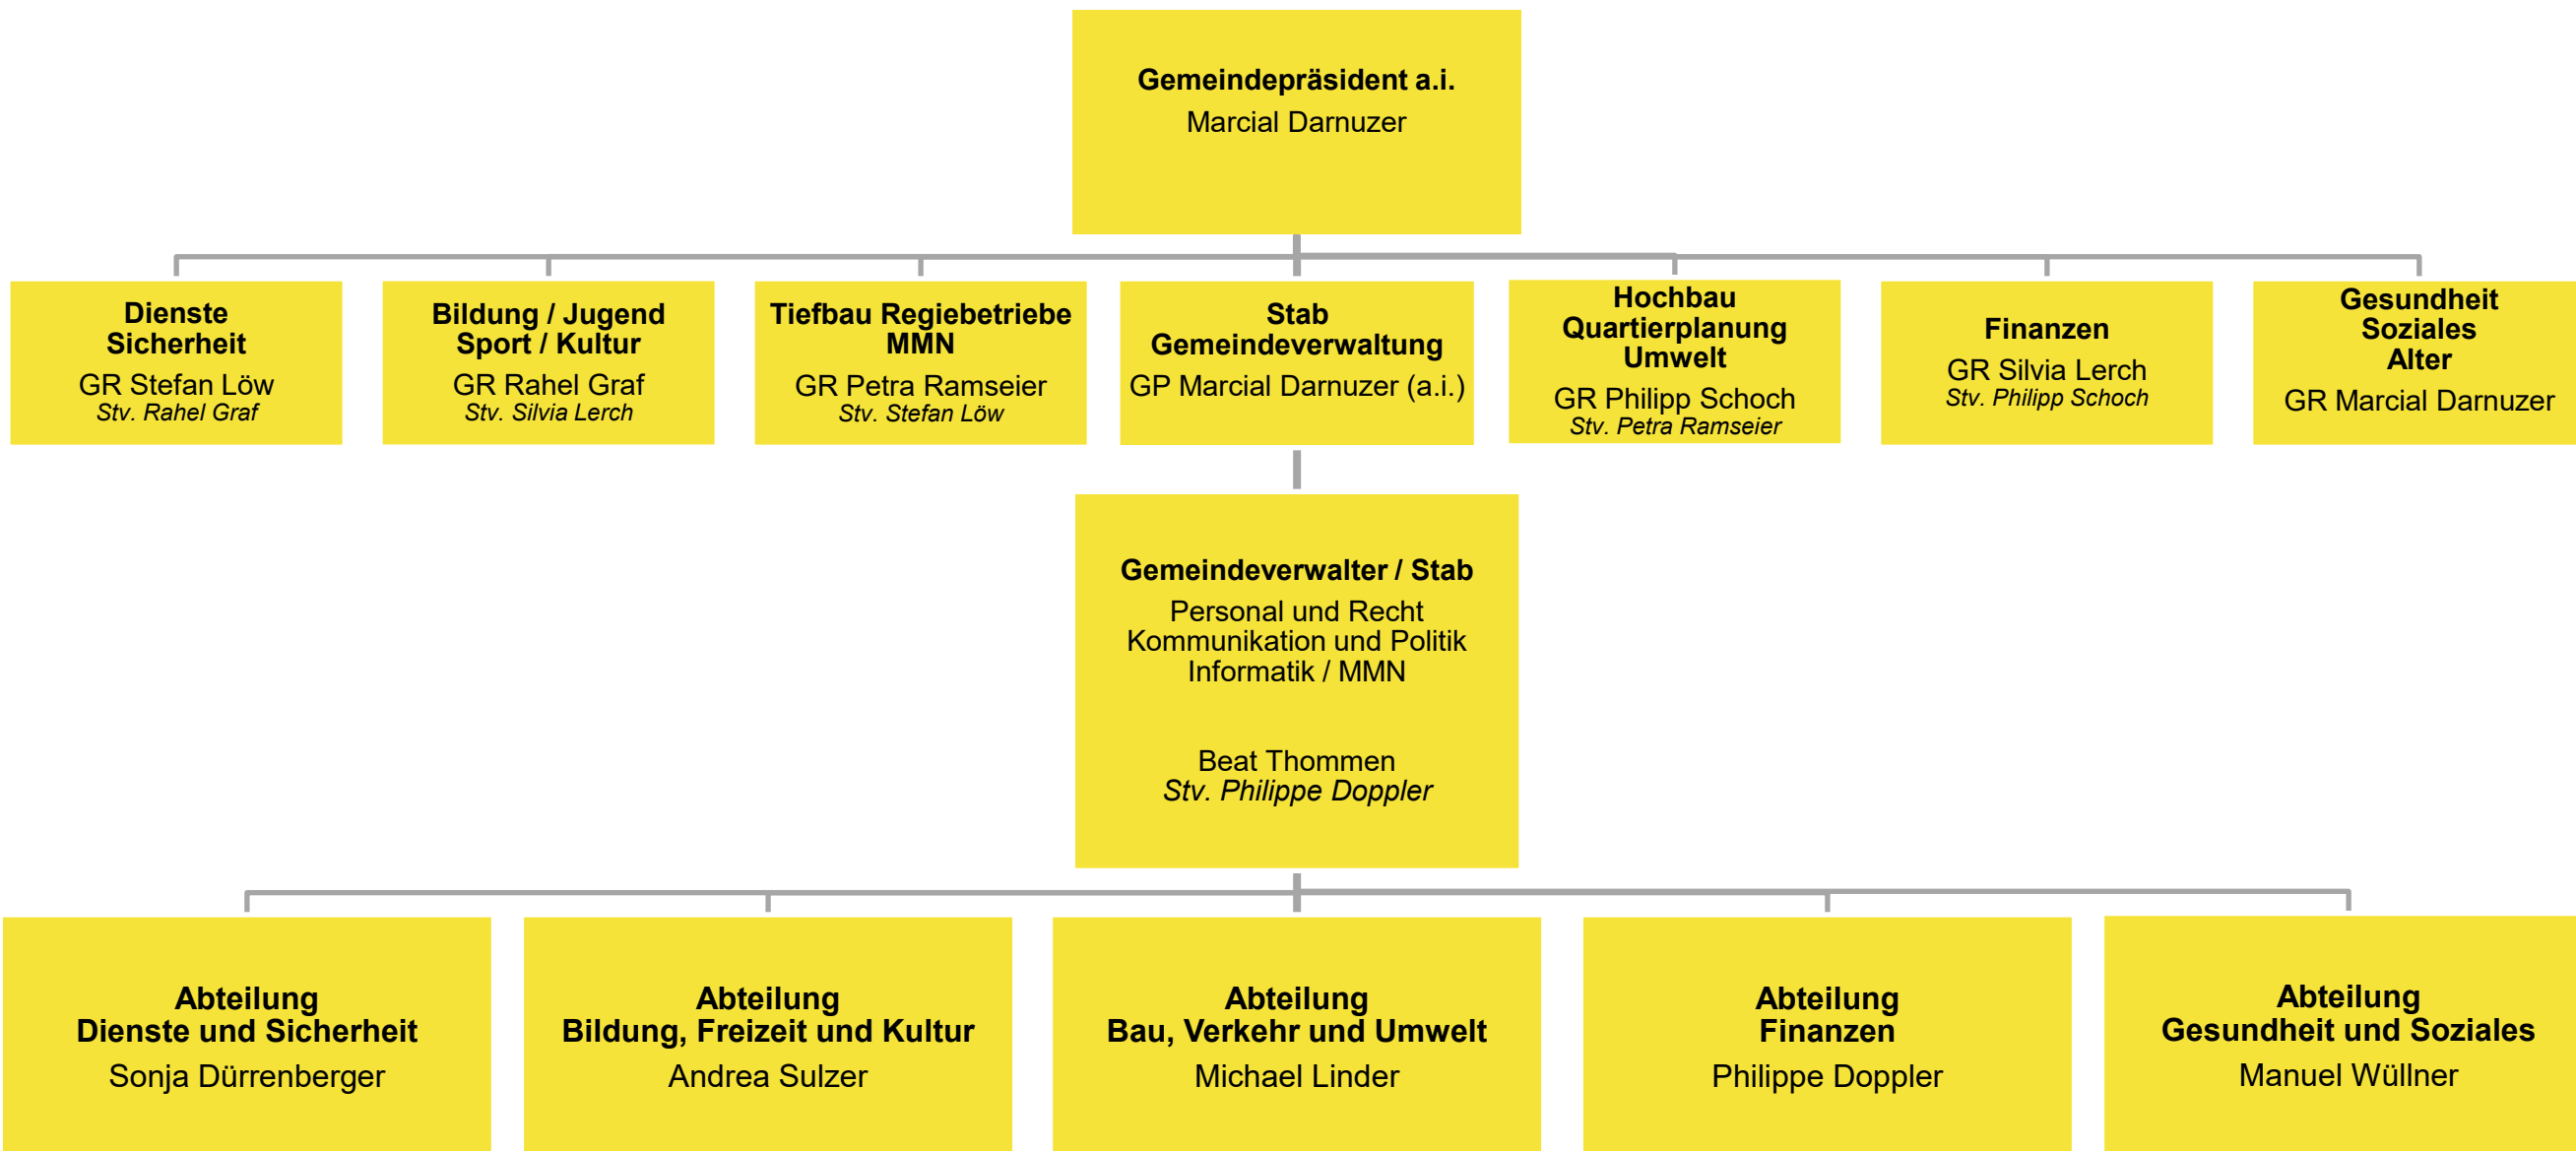 Gemeindepräsident a.i.
Marcial Darnuzer
Dienste
Sicherheit
GR Stefan Löw
Stv. Rahel Graf
Bildung / Jugend
Sport / Kultur
GR Rahel Graf
Stv. Silvia Lerch
Tiefbau Regiebetriebe
MMN
GR Petra Ramseier
Stv. Stefan Löw
Stab
Gemeindeverwaltung
GP Marcial Darnuzer (a.i.)
Hochbau
Quartierplanung
Umwelt
GR Philipp Schoch
Stv. Petra Ramseier
Finanzen
GR Silvia Lerch
Stv. Philipp Schoch
Gesundheit
Soziales
Alter
GR Marcial Darnuzer
Gemeindeverwalter / Stab
Personal und Recht
Kommunikation und Politik
Informatik / MMN
Beat Thommen
Stv. Philippe Doppler
Abteilung
Dienste und Sicherheit
Sonja Dürrenberger
Abteilung
Bildung, Freizeit und Kultur
Andrea Sulzer
Abteilung
Bau, Verkehr und Umwelt
Michael Linder
Abteilung
Finanzen
Philippe Doppler
Abteilung
Gesundheit und Soziales
Manuel Wüllner